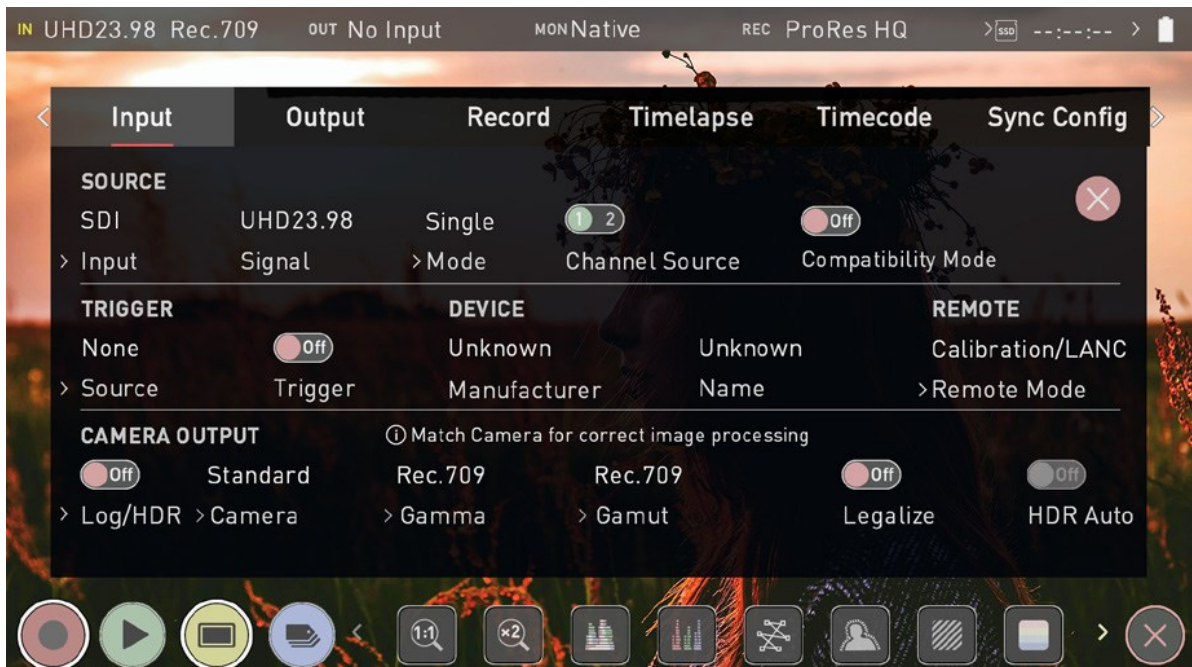 IN UHD23.98 Rec.709 OUT No Input MON Native REC ProRes HQ >SSD --:--:-- >
< Input Output Record Timelapse Timecode Sync Config >
SOURCE
SDI UHD23.98 Single 1 2 Off
> Input Signal >Mode Channel Source Compatibility Mode
TRIGGER DEVICE REMOTE
None Off Unknown Unknown Calibration/LANC
> Source Trigger Manufacturer Name >Remote Mode
CAMERA OUTPUT Match Camera for correct image processing
Off Standard Rec.709 Rec.709 Off Off
> Log/HDR >Camera > Gamma > Gamut Legalize HDR Auto
< 1:1 ×2 >